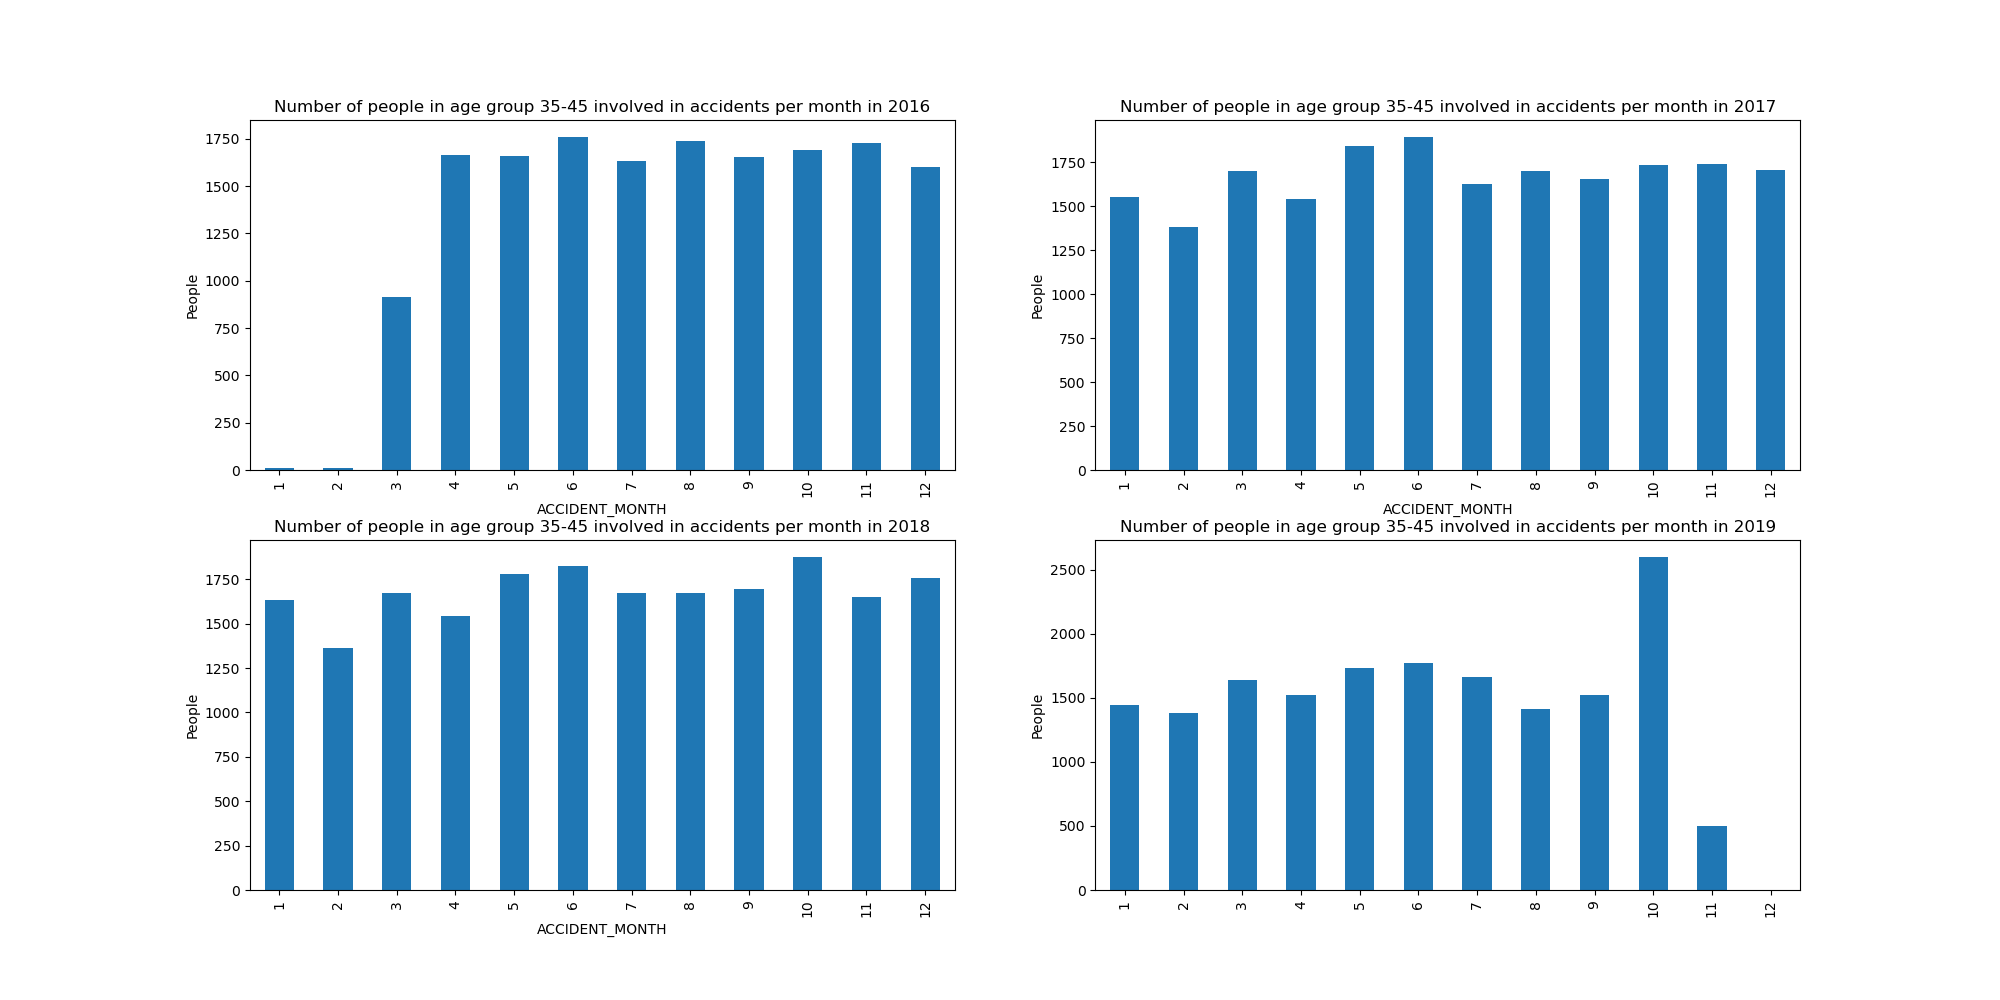 Number of people in age group 35-45 involved in accidents per month in 2016
1750
1500
1250
1000
750
500
250
0
People
1 2 3 4 5 6 7 8 9 10 11 12
ACCIDENT_MONTH
Number of people in age group 35-45 involved in accidents per month in 2017
1750
1500
1250
1000
750
500
250
0
People
1 2 3 4 5 6 7 8 9 10 11 12
ACCIDENT_MONTH
Number of people in age group 35-45 involved in accidents per month in 2018
1750
1500
1250
1000
750
500
250
0
People
1 2 3 4 5 6 7 8 9 10 11 12
ACCIDENT_MONTH
Number of people in age group 35-45 involved in accidents per month in 2019
2500
2000
1500
1000
500
0
People
1 2 3 4 5 6 7 8 9 10 11 12